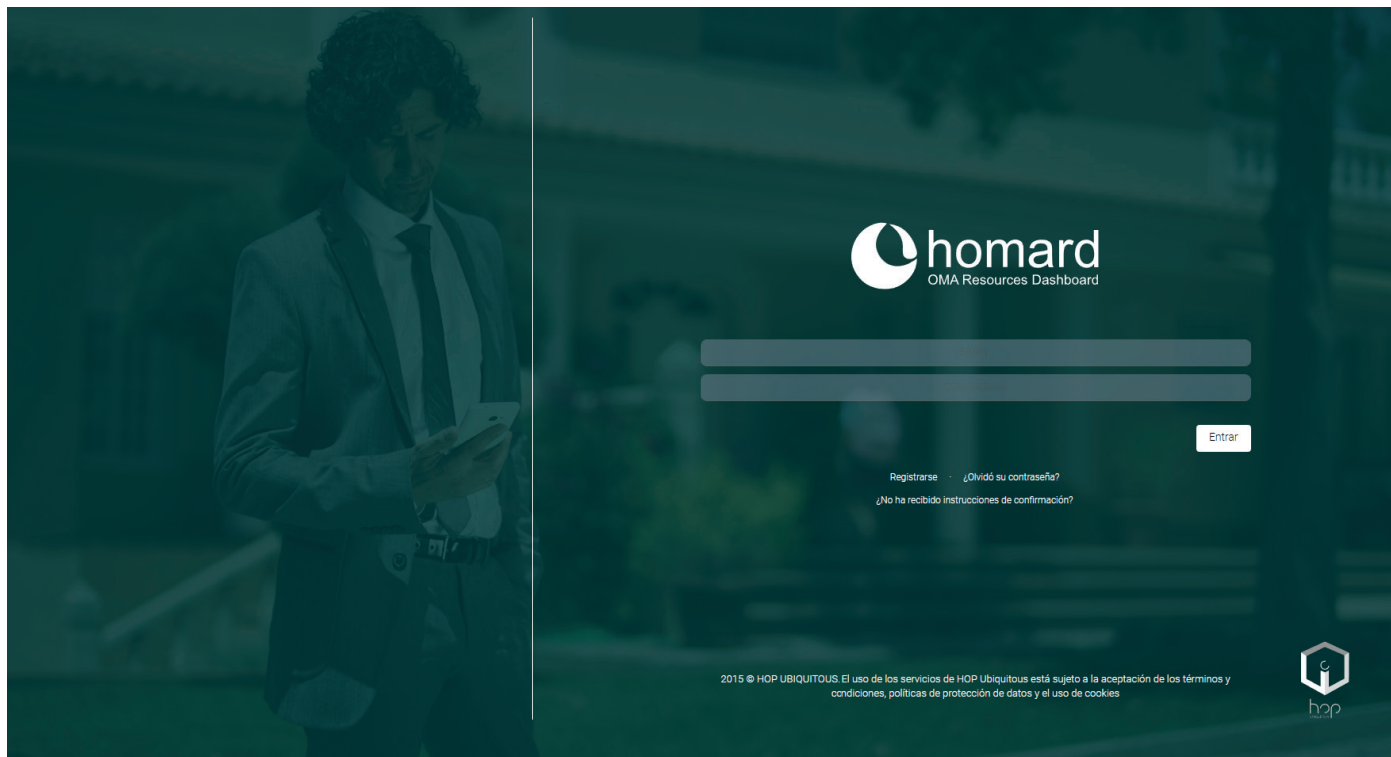 homard
OMA Resources Dashboard
Entrar
Registrarse · ¿Olvidó su contraseña?
¿No ha recibido instrucciones de confirmación?
2015 © HOP UBIQUITOUS. El uso de los servicios de HOP Ubiquitous está sujeto a la aceptación de los términos y
condiciones, políticas de protección de datos y el uso de cookies
hop